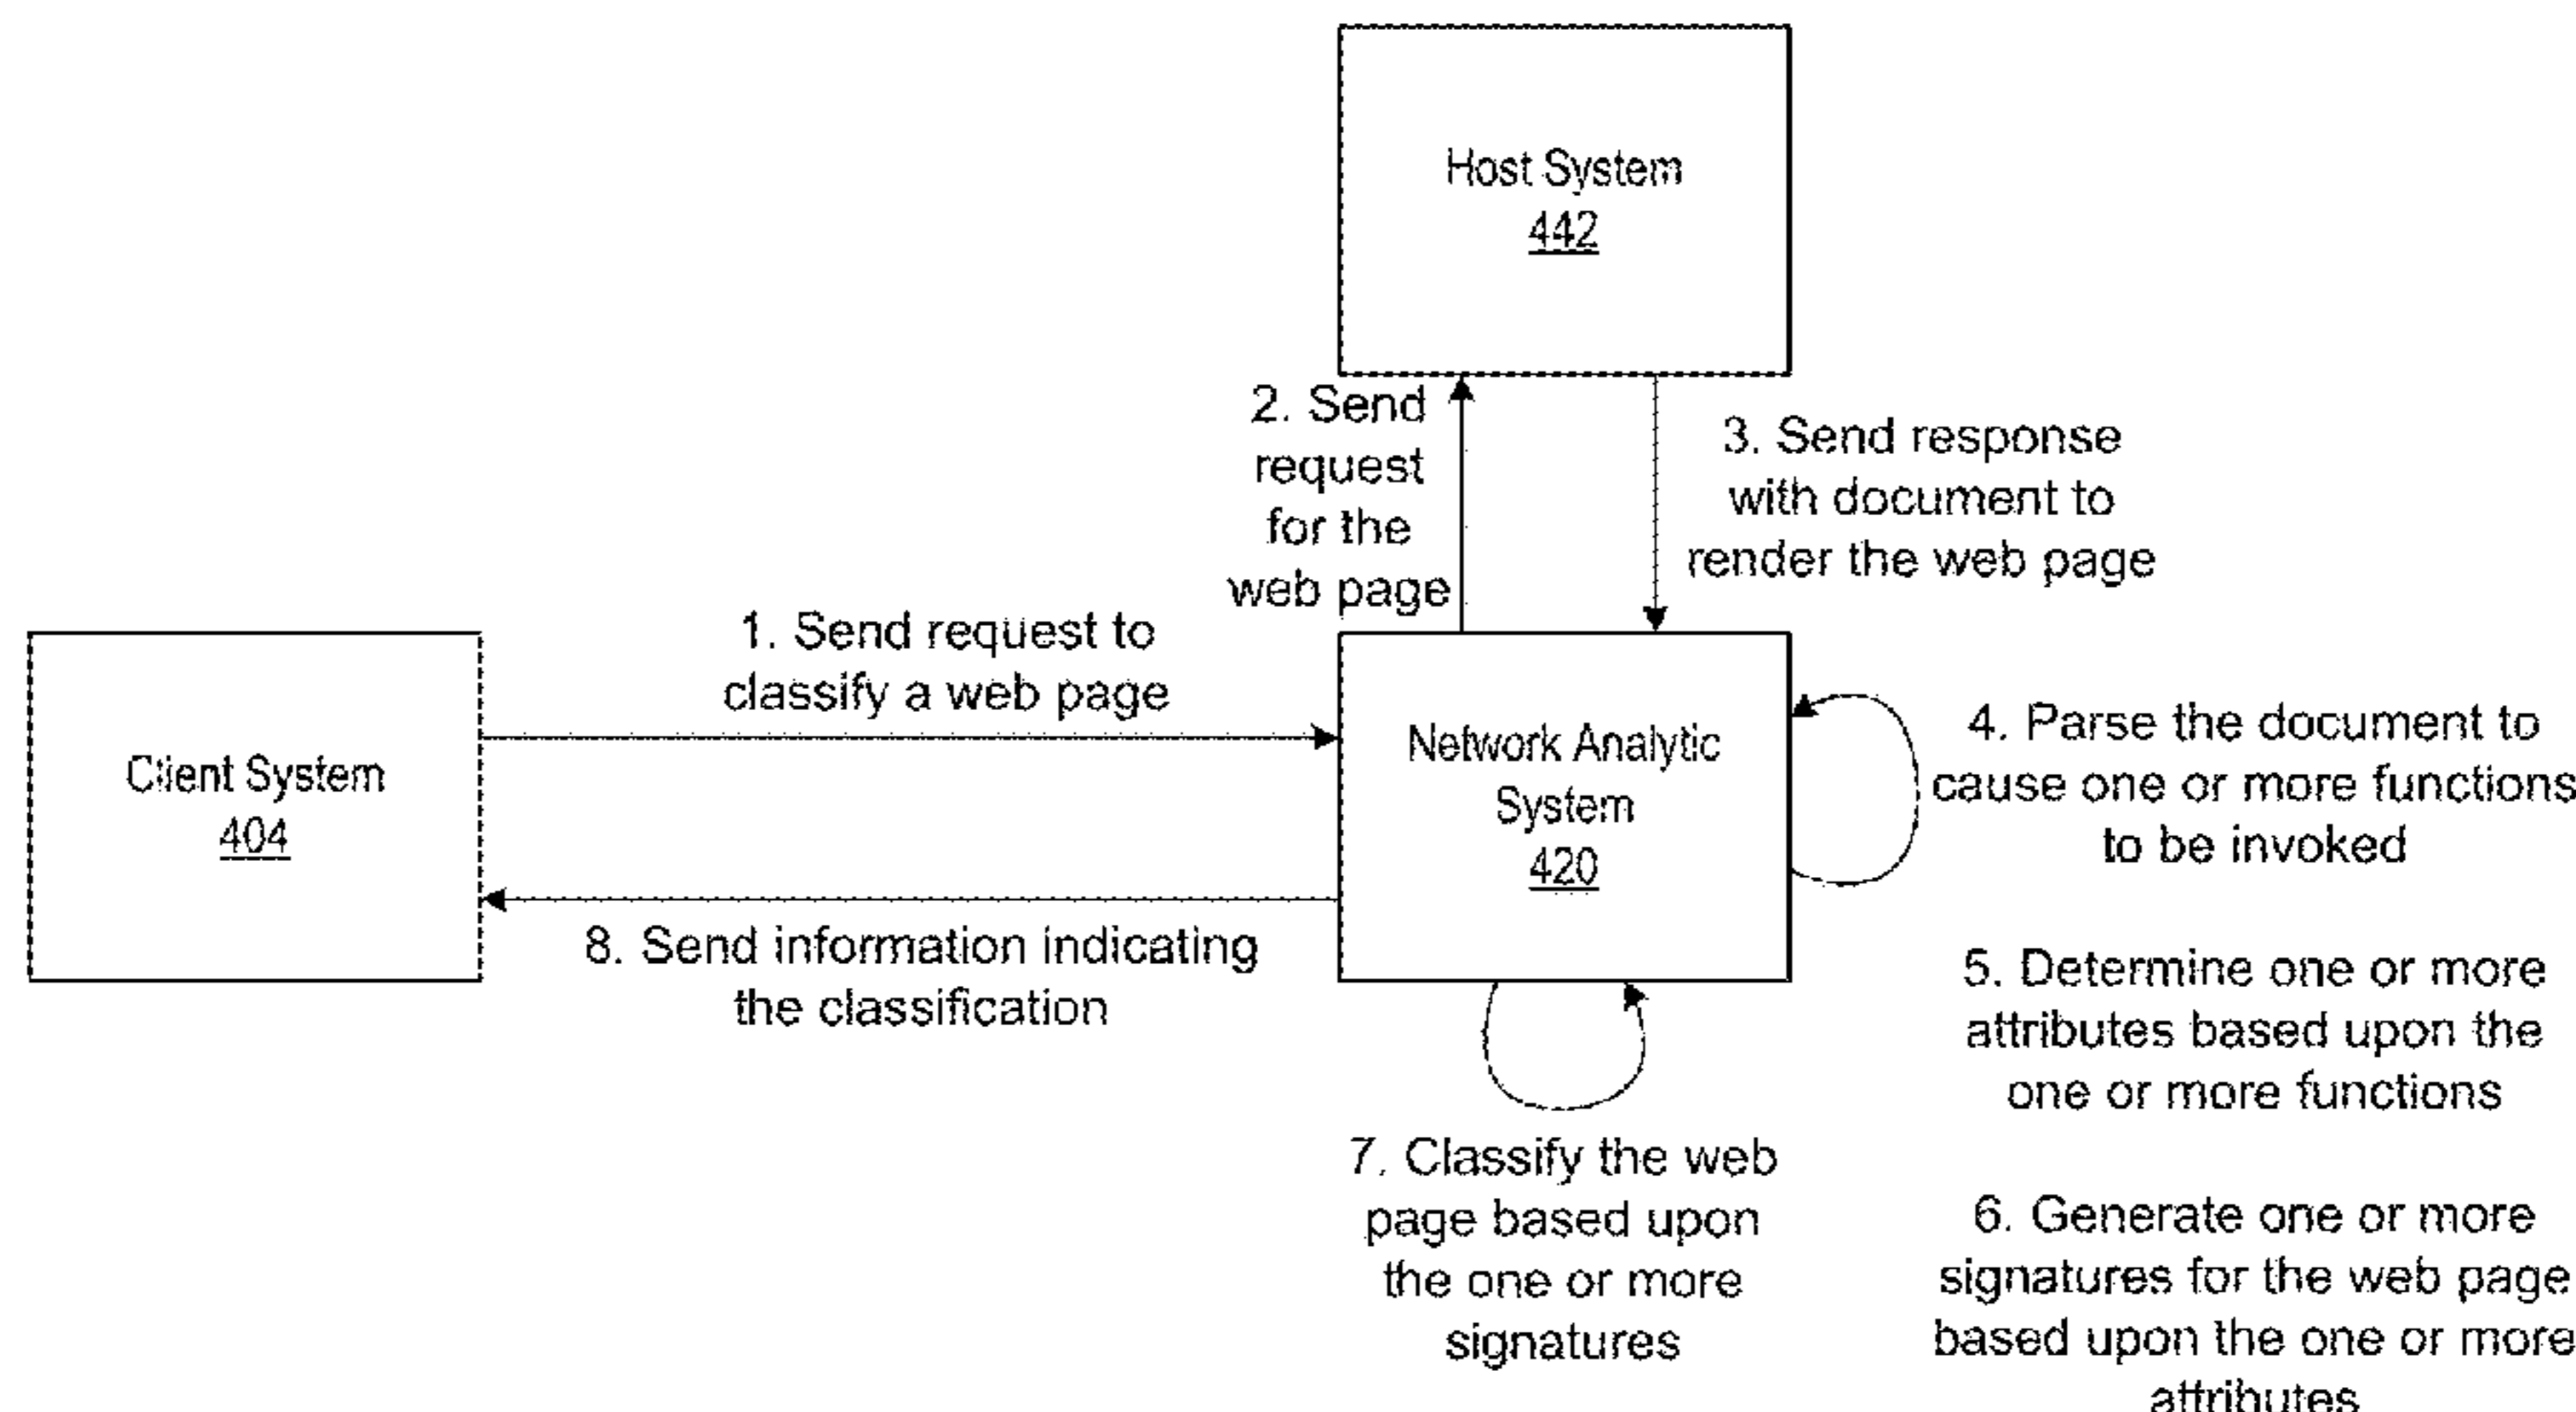 Host System
442
2. Send
request
for the
web page
3. Send response
with document to
render the web page
1. Send request to
classify a web page
Client System
404
Network Analytic
System
420
4. Parse the document to
cause one or more functions
to be invoked
8. Send information indicating
the classification
5. Determine one or more
attributes based upon the
one or more functions
7. Classify the web
page based upon
the one or more
signatures
6. Generate one or more
signatures for the web page
based upon the one or more
attributes